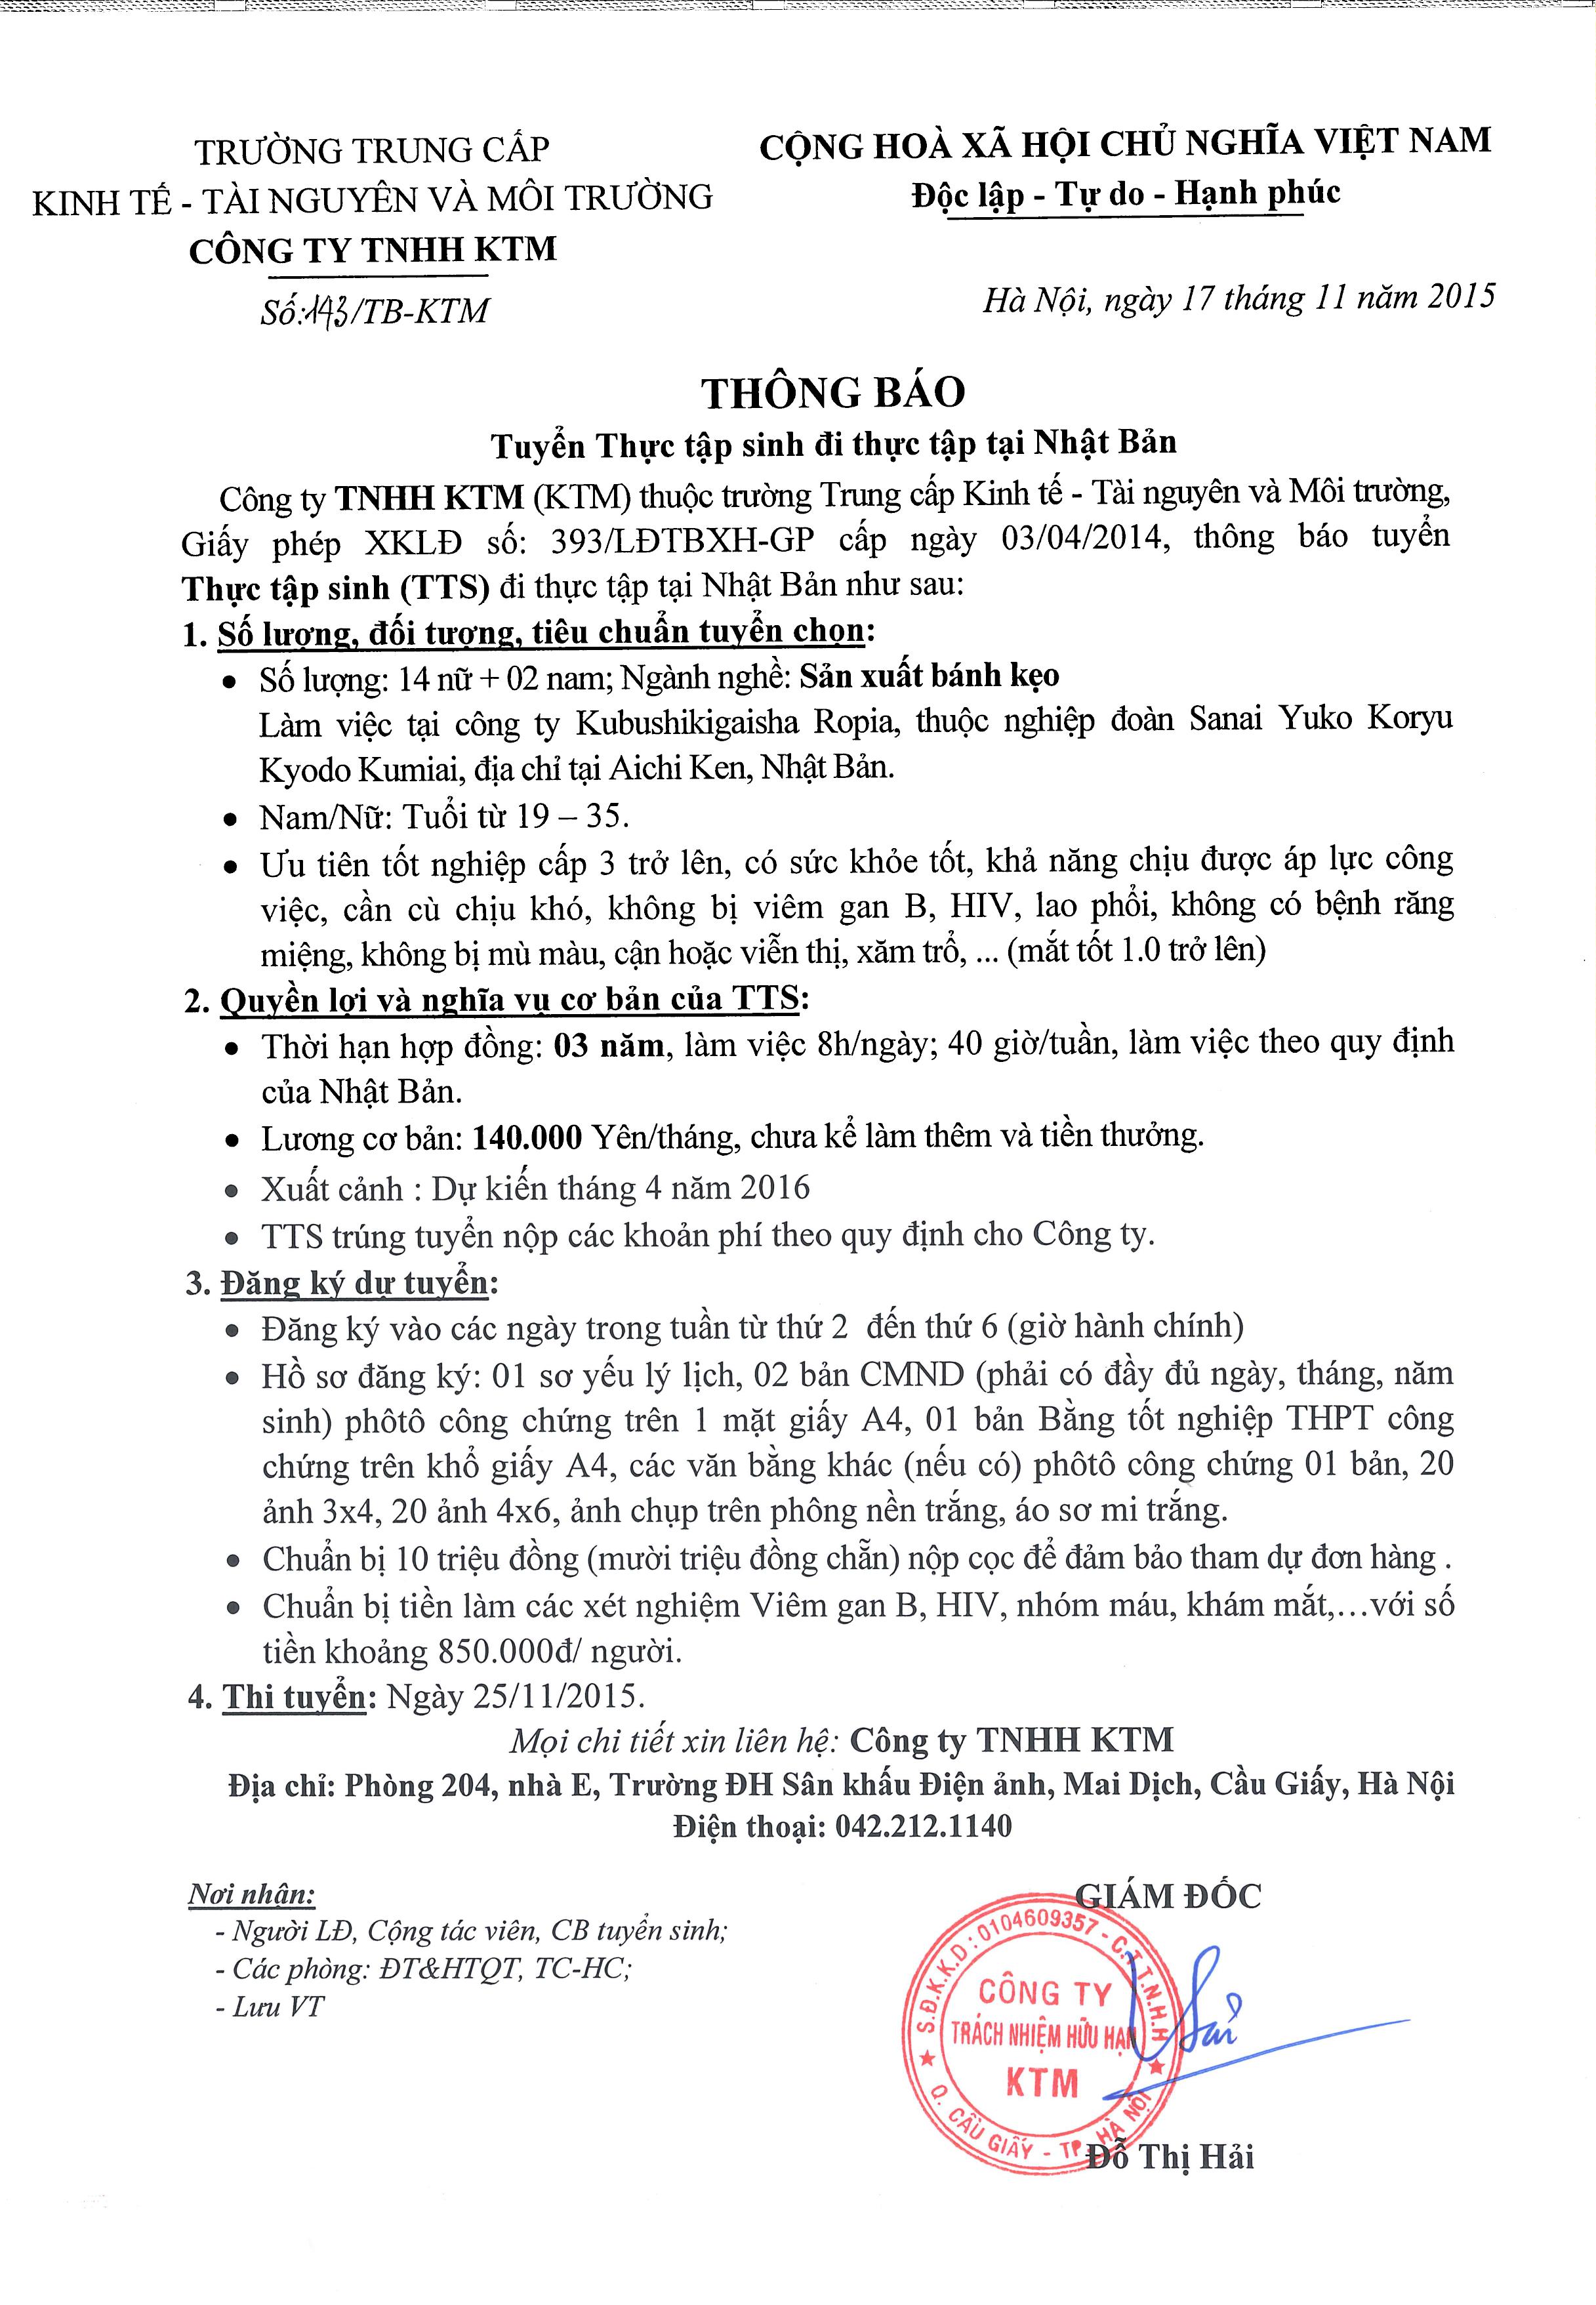 TRƯỜNG TRUNG CẤP
KINH TẾ - TÀI NGUYÊN VÀ MÔI TRƯỜNG
CÔNG TY TNHH KTM
Số:143/TB-KTM
CỘNG HOÀ XÃ HỘI CHỦ NGHĨA VIỆT NAM
Độc lập - Tự do - Hạnh phúc
Hà Nội, ngày 17 tháng 11 năm 2015
THÔNG BÁO
Tuyển Thực tập sinh đi thực tập tại Nhật Bản
Công ty TNHH KTM (KTM) thuộc trường Trung cấp Kinh tế - Tài nguyên và Môi trường,
Giấy phép XKLĐ số: 393/LĐTBXH-GP cấp ngày 03/04/2014, thông báo tuyển
Thực tập sinh (TTS) đi thực tập tại Nhật Bản như sau:
1. Số lượng, đối tượng, tiêu chuẩn tuyển chọn:
• Số lượng: 14 nữ + 02 nam; Ngành nghề: Sản xuất bánh kẹo
Làm việc tại công ty Kubushikigaisha Ropia, thuộc nghiệp đoàn Sanai Yuko Koryu
Kyodo Kumiai, địa chỉ tại Aichi Ken, Nhật Bản.
• Nam/Nữ: Tuổi từ 19 – 35.
• Ưu tiên tốt nghiệp cấp 3 trở lên, có sức khỏe tốt, khả năng chịu được áp lực công
việc, cần cù chịu khó, không bị viêm gan B, HIV, lao phổi, không có bệnh răng
miệng, không bị mù màu, cận hoặc viễn thị, xăm trổ, ... (mắt tốt 1.0 trở lên)
2. Quyền lợi và nghĩa vụ cơ bản của TTS:
• Thời hạn hợp đồng: 03 năm, làm việc 8h/ngày; 40 giờ/tuần, làm việc theo quy định
của Nhật Bản.
• Lương cơ bản: 140.000 Yên/tháng, chưa kể làm thêm và tiền thưởng.
• Xuất cảnh : Dự kiến tháng 4 năm 2016
• TTS trúng tuyển nộp các khoản phí theo quy định cho Công ty.
3. Đăng ký dự tuyển:
• Đăng ký vào các ngày trong tuần từ thứ 2 đến thứ 6 (giờ hành chính)
• Hồ sơ đăng ký: 01 sơ yếu lý lịch, 02 bản CMND (phải có đầy đủ ngày, tháng, năm
sinh) phôtô công chứng trên 1 mặt giấy A4, 01 bản Bằng tốt nghiệp THPT công
chứng trên khổ giấy A4, các văn bằng khác (nếu có) phôtô công chứng 01 bản, 20
ảnh 3x4, 20 ảnh 4x6, ảnh chụp trên phông nền trắng, áo sơ mi trắng.
• Chuẩn bị 10 triệu đồng (mười triệu đồng chẵn) nộp cọc để đảm bảo tham dự đơn hàng .
• Chuẩn bị tiền làm các xét nghiệm Viêm gan B, HIV, nhóm máu, khám mắt,…với số
tiền khoảng 850.000đ/ người.
4. Thi tuyển: Ngày 25/11/2015.
Mọi chi tiết xin liên hệ: Công ty TNHH KTM
Địa chỉ: Phòng 204, nhà E, Trường ĐH Sân khấu Điện ảnh, Mai Dịch, Cầu Giấy, Hà Nội
Điện thoại: 042.212.1140
Nơi nhận:
- Người LĐ, Cộng tác viên, CB tuyển sinh;
- Các phòng: ĐT&HTQT, TC-HC;
- Lưu VT
GIÁM ĐỐC
S.Đ.K.K.D : 0104609357 - C.T.T.N.H.H
CÔNG TY
TRÁCH NHIỆM HỮU HẠN
KTM
Q. CẦU GIẤY - TP. HÀ NỘI
Hải
Đỗ Thị Hải